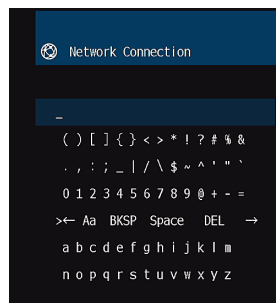 Network Connection
_
( ) [ ] { } < > * ! ? # % &
. , : ; _ | / \ $ ~ ^ ' " `
0 1 2 3 4 5 6 7 8 9 @ + - =
>← Aa BKSP Space DEL →
a b c d e f g h i j k l m
n o p q r s t u v w x y z